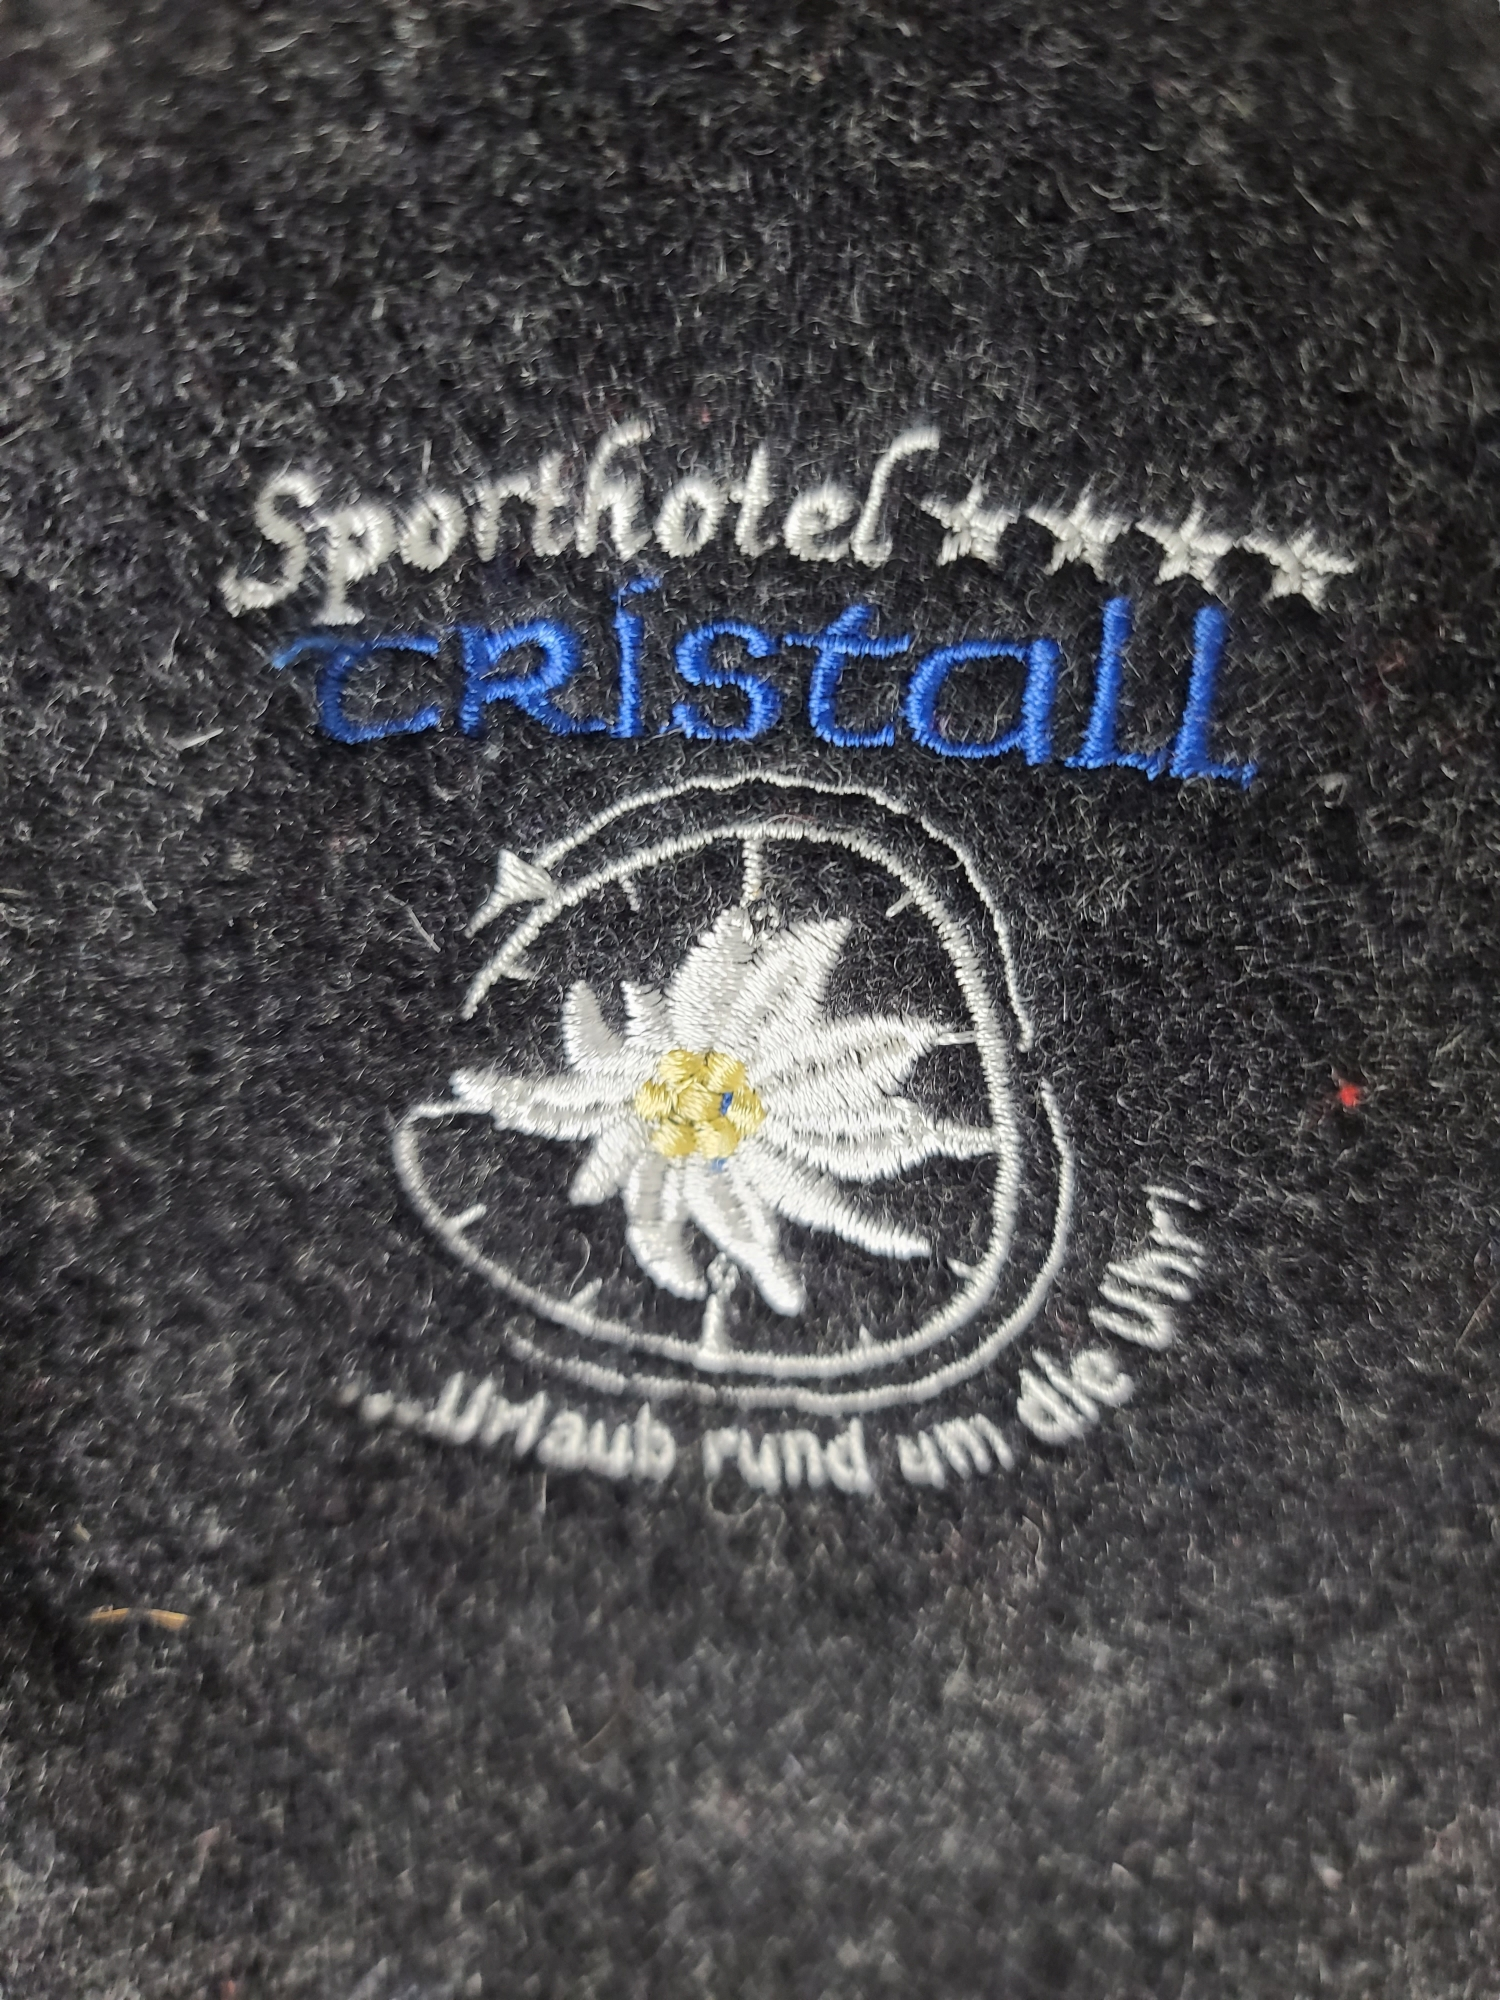 Sporthotel ★★★★
CRistall
...Urlaub rund um die Uhr!